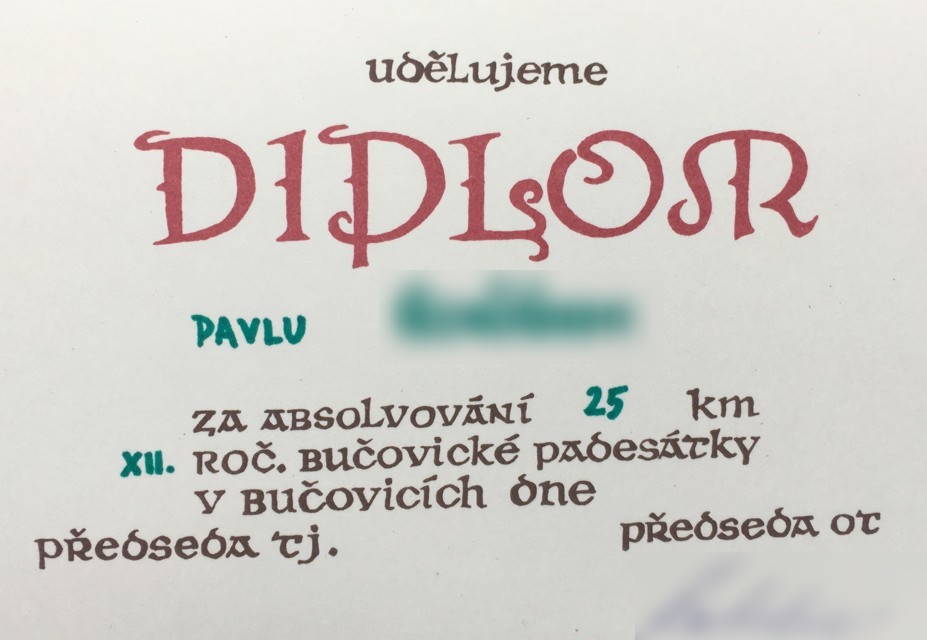 udělujeme
DIPLOM
PAVLU
ZA ABSOLVOVÁNÍ 25 km
XII. ROČ. BUČOVICKÉ PADESÁTKY
V BUČOVICÍCH DNE
PŘEDSEDA TJ. PŘEDSEDA OT